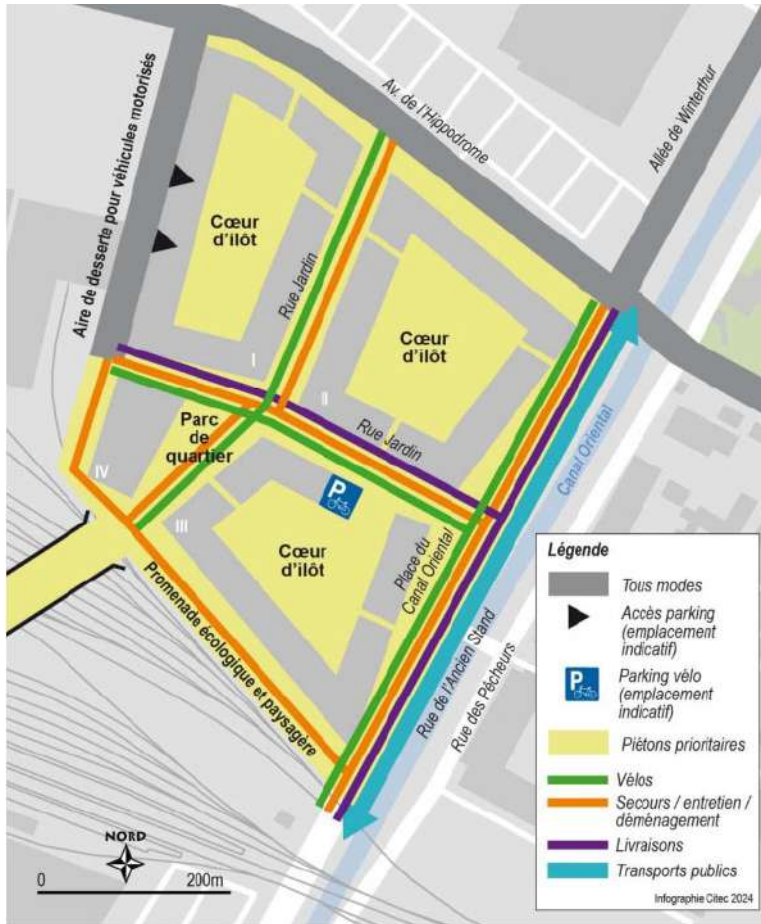 Av. de l'Hippodrome
Allée de Winterthur
Aire de desserte pour véhicules motorisés
Cœur
d'ilôt
Rue Jardin
Cœur
d'ilôt
I
II
Rue Jardin
Parc
de
quartier
IV
III
P
Cœur
d'ilôt
Place du
Canal Oriental
Canal Oriental
Promenade écologique et paysagère
Rue de l'Ancien Stand
Rue des Pêcheurs
NORD
0 200m
Légende
Tous modes
Accès parking
(emplacement
indicatif)
P
Parking vélo
(emplacement
indicatif)
Piétons prioritaires
Vélos
Secours / entretien /
déménagement
Livraisons
Transports publics
Infographie Citec 2024